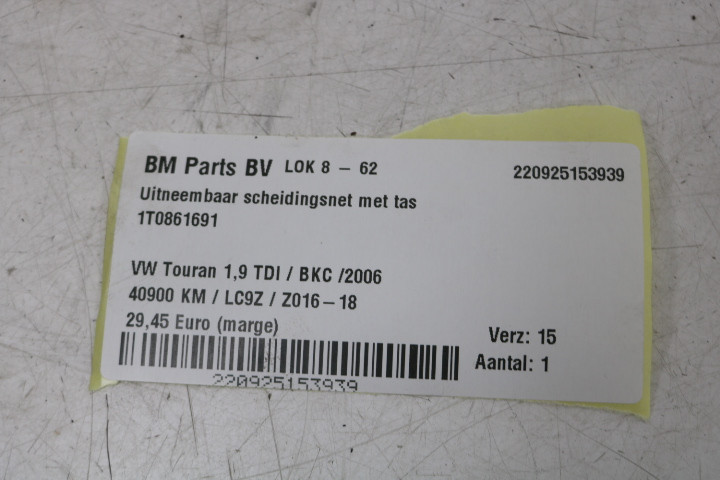 BM Parts BV LOK 8 - 62 220925153939
Uitneembaar scheidingsnet met tas
1T0861691
VW Touran 1,9 TDI / BKC /2006
40900 KM / LC9Z / Z016-18
29,45 Euro (marge)
Verz: 15
Aantal: 1
220925153939